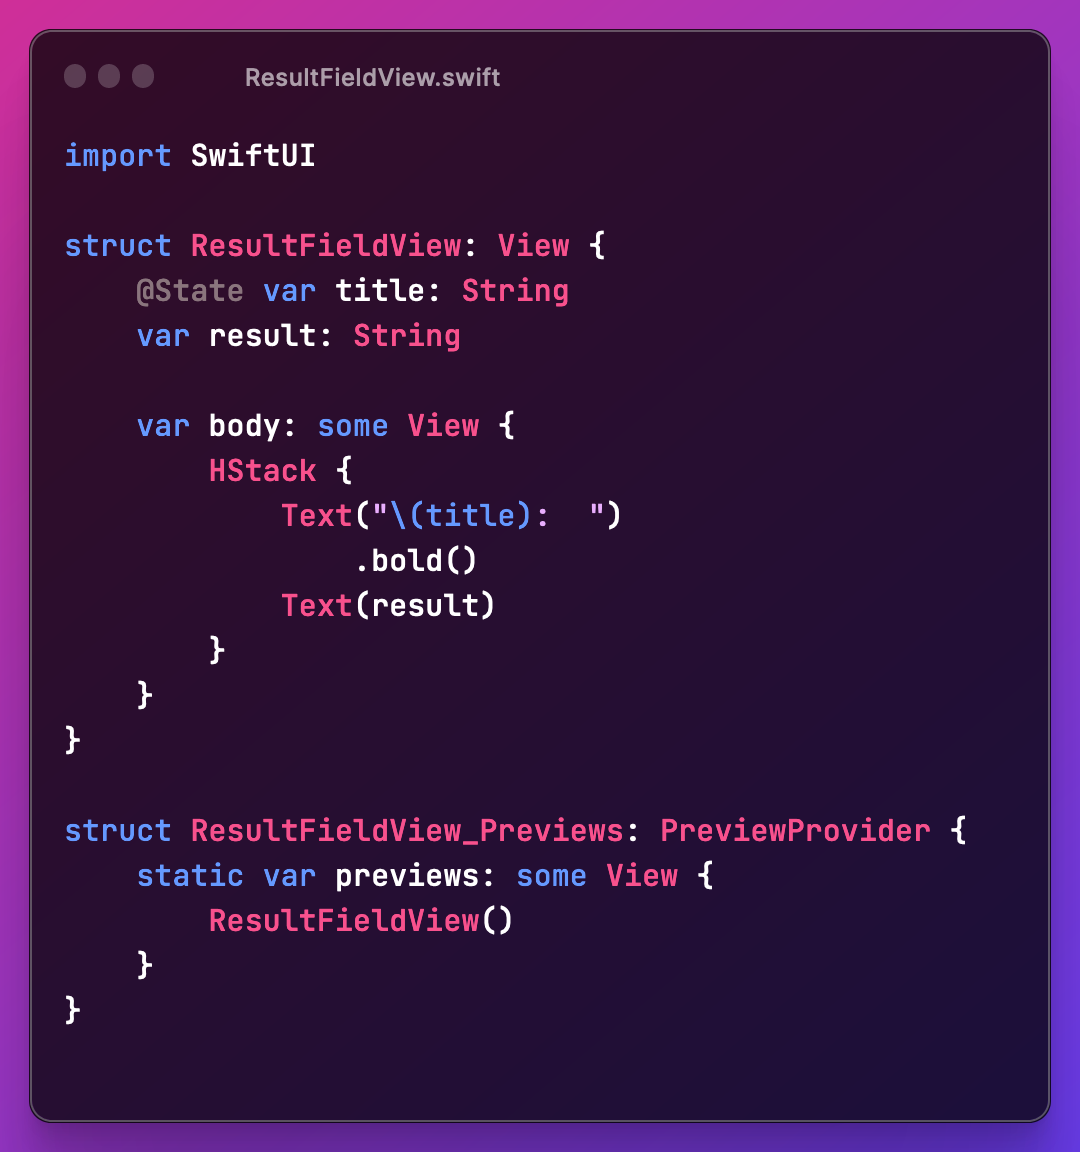 ResultFieldView.swift
import SwiftUI
struct ResultFieldView: View {
    @State var title: String
    var result: String
    var body: some View {
        HStack {
            Text("\(title):  ")
                .bold()
            Text(result)
        }
    }
}
struct ResultFieldView_Previews: PreviewProvider {
    static var previews: some View {
        ResultFieldView()
    }
}